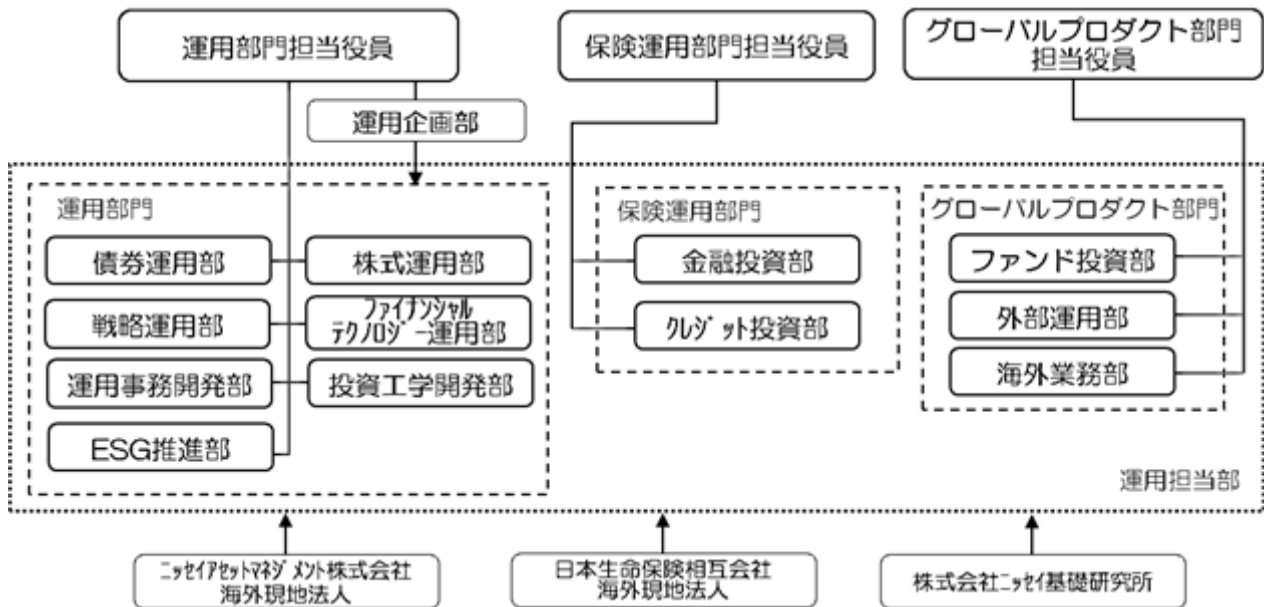 運用部門担当役員
保険運用部門担当役員
グローバルプロダクト部門
担当役員
運用企画部
運用部門
債券運用部
株式運用部
戦略運用部
ファイナンシャル
テクノロジー運用部
運用事務開発部
投資工学開発部
ESG推進部
保険運用部門
金融投資部
クレジット投資部
グローバルプロダクト部門
ファンド投資部
外部運用部
海外業務部
運用担当部
ニッセイアセットマネジメント株式会社
海外現地法人
日本生命保険相互会社
海外現地法人
株式会社ニッセイ基礎研究所